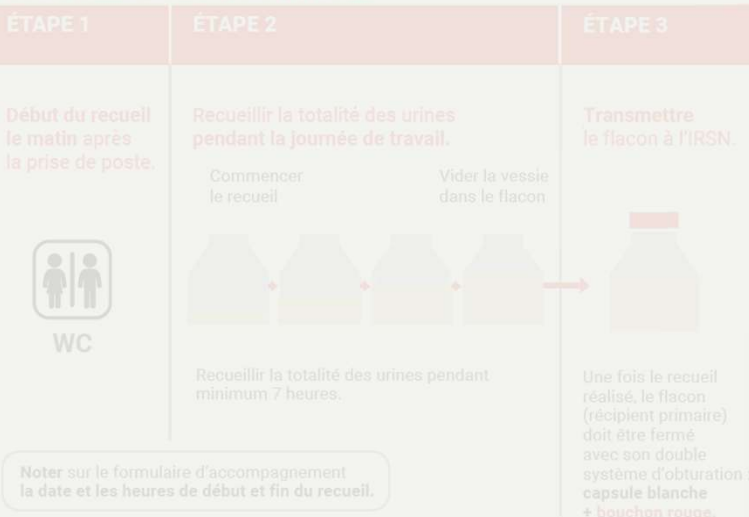 ÉTAPE 1
Début du recueil
le matin après
la prise de poste.
WC
ÉTAPE 2
Recueillir la totalité des urines
pendant la journée de travail.
Commencer
le recueil
Vider la vessie
dans le flacon
Recueillir la totalité des urines pendant
minimum 7 heures.
Noter sur le formulaire d'accompagnement
la date et les heures de début et fin du recueil.
ÉTAPE 3
Transmettre
le flacon à l'IRSN.
Une fois le recueil
réalisé, le flacon
(récipient primaire)
doit être fermé
avec son double
système d'obturation :
capsule blanche
+ bouchon rouge.